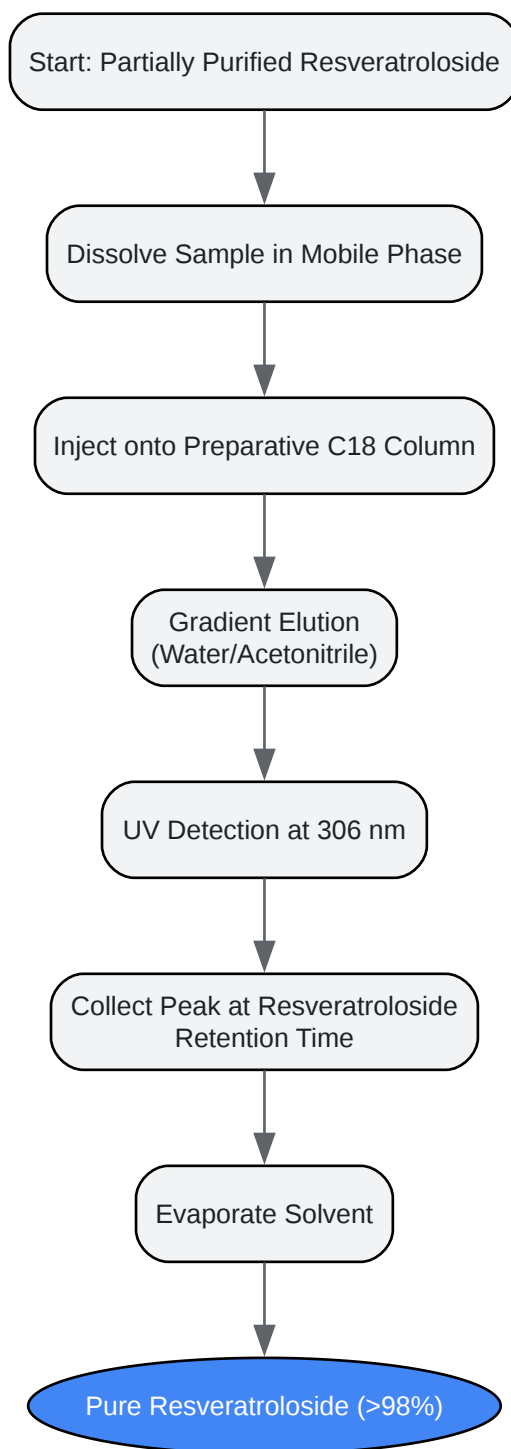 Start: Partially Purified Resveratroloside
Dissolve Sample in Mobile Phase
Inject onto Preparative C18 Column
Gradient Elution
(Water/Acetonitrile)
UV Detection at 306 nm
Collect Peak at Resveratroloside
Retention Time
Evaporate Solvent
Pure Resveratroloside (>98%)